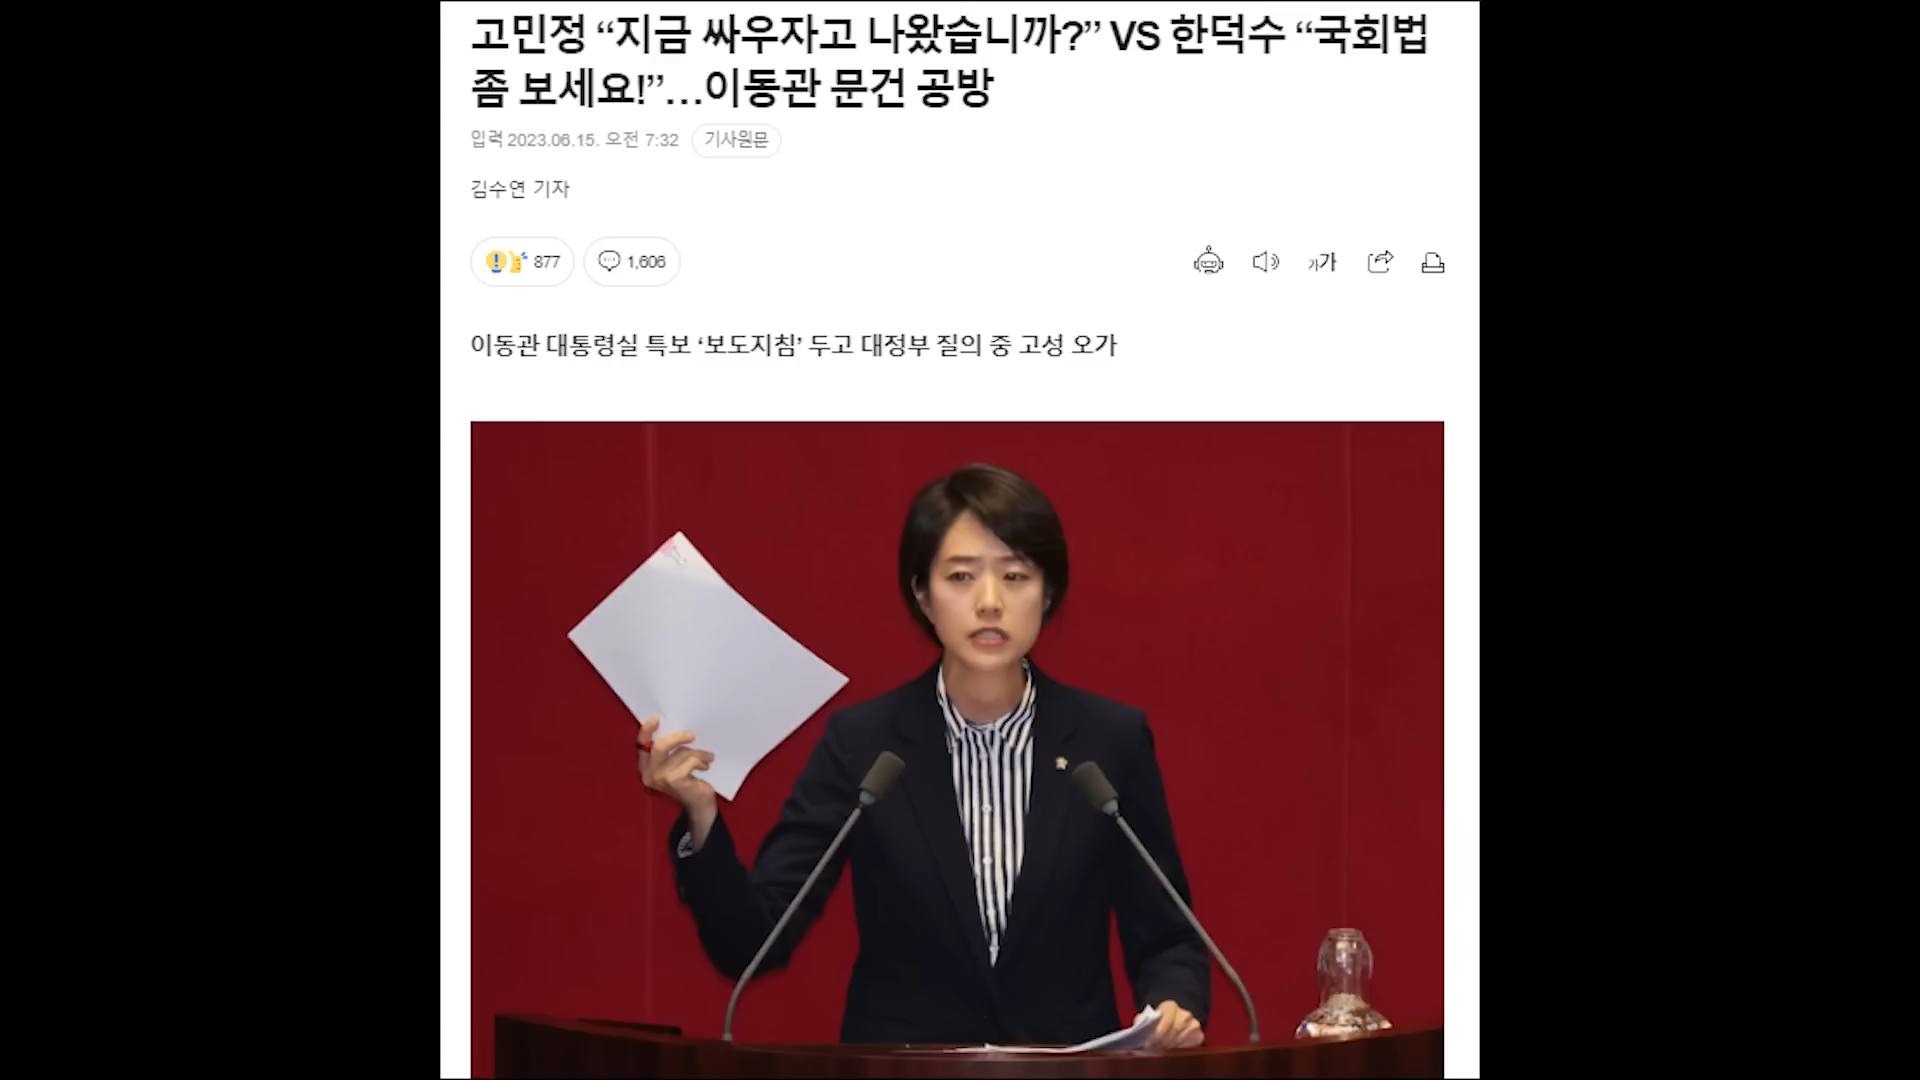 고민정 “지금 싸우자고 나왔습니까?” VS 한덕수 “국회법
좀 보세요!”…이동관 문건 공방
입력 2023.06.15. 오전 7:32 기사원문
김수연 기자
877 1,606
가가
이동관 대통령실 특보 ‘보도지침’ 두고 대정부 질의 중 고성 오가